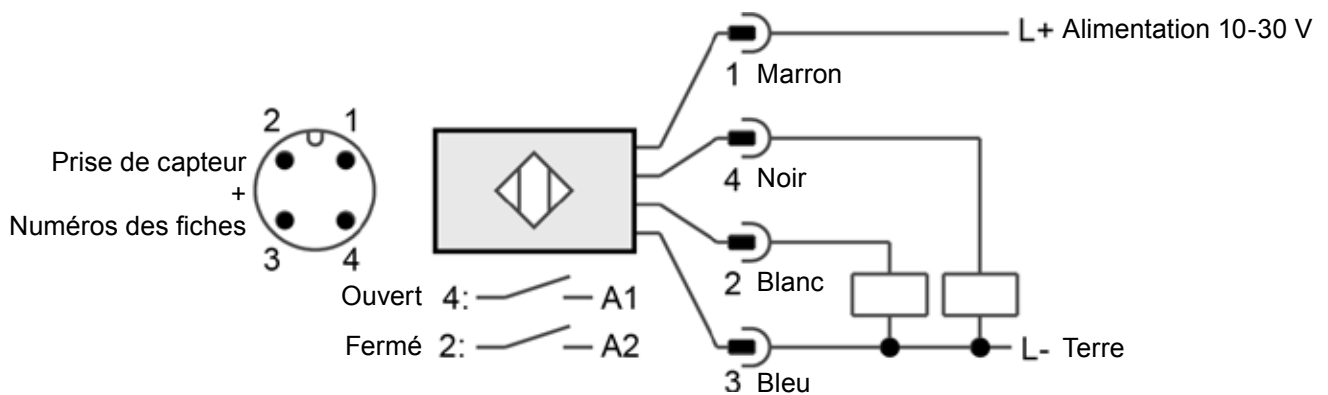 L+ Alimentation 10-30 V
1 Marron
2 1
Prise de capteur
+
Numéros des fiches
3 4
4 Noir
2 Blanc
Ouvert 4: A1
Fermé 2: A2
L- Terre
3 Bleu